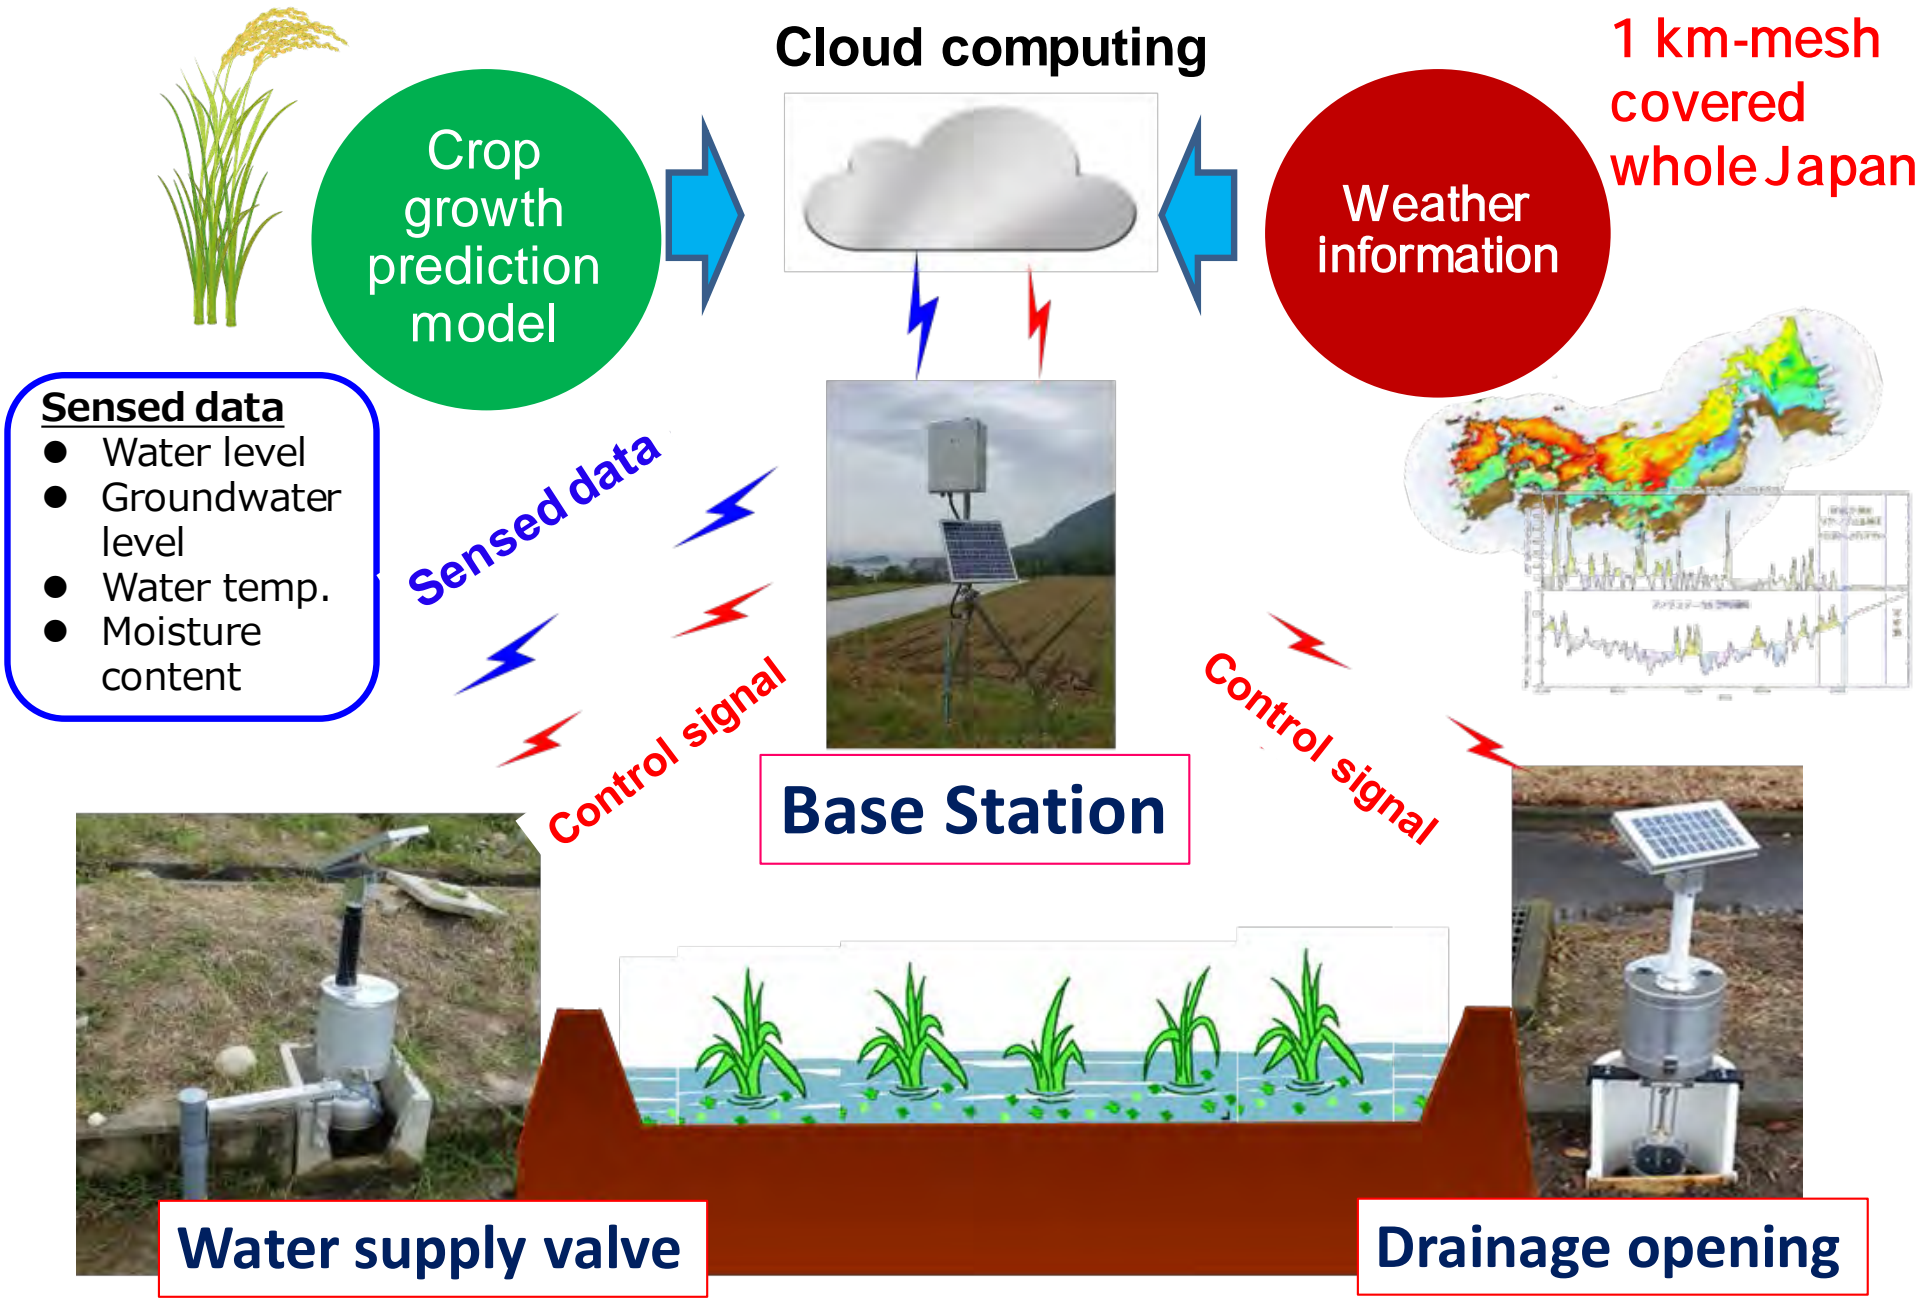 Cloud computing
1 km-mesh
covered
whole Japan
Crop
growth
prediction
model
Weather
information
Sensed data
● Water level
● Groundwater
level
● Water temp.
● Moisture
content
Sensed data
Control signal
Control signal
Base Station
Water supply valve
Drainage opening